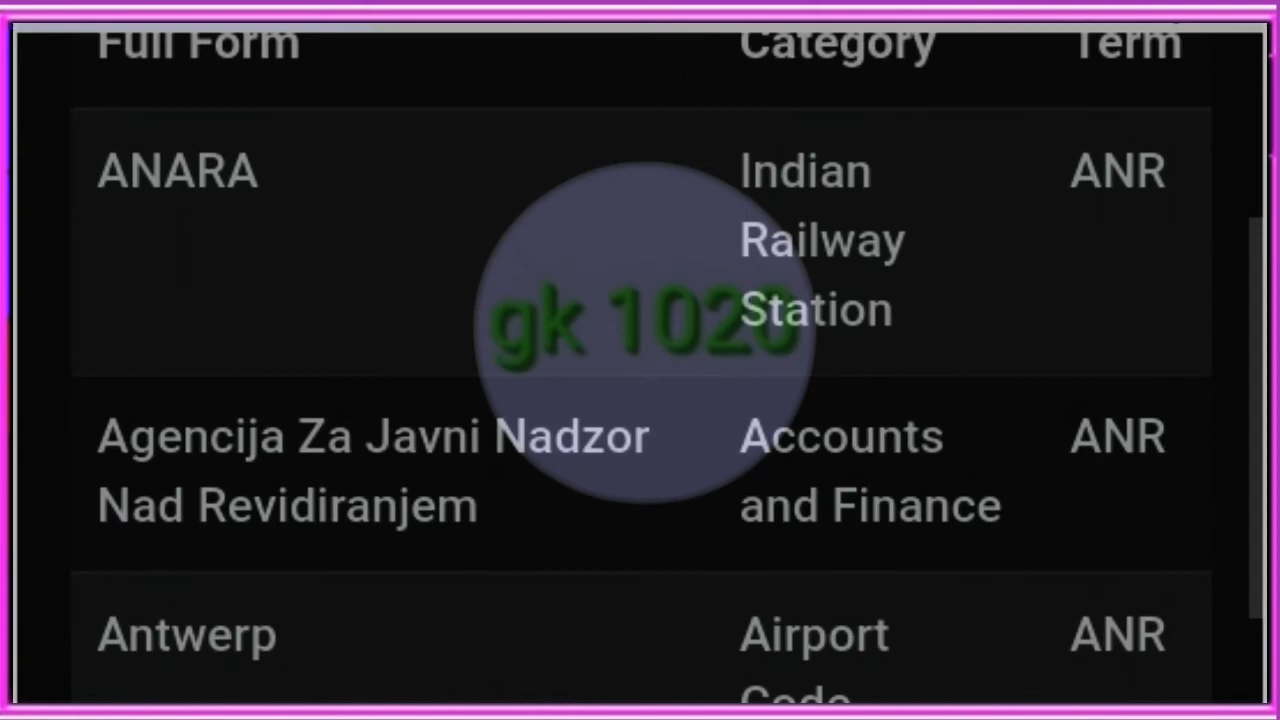 Full Form Category Term
ANARA Indian ANR
Railway
Station
gk 1020
Agencija Za Javni Nadzor Accounts ANR
Nad Revidiranjem and Finance
Antwerp Airport ANR
Code